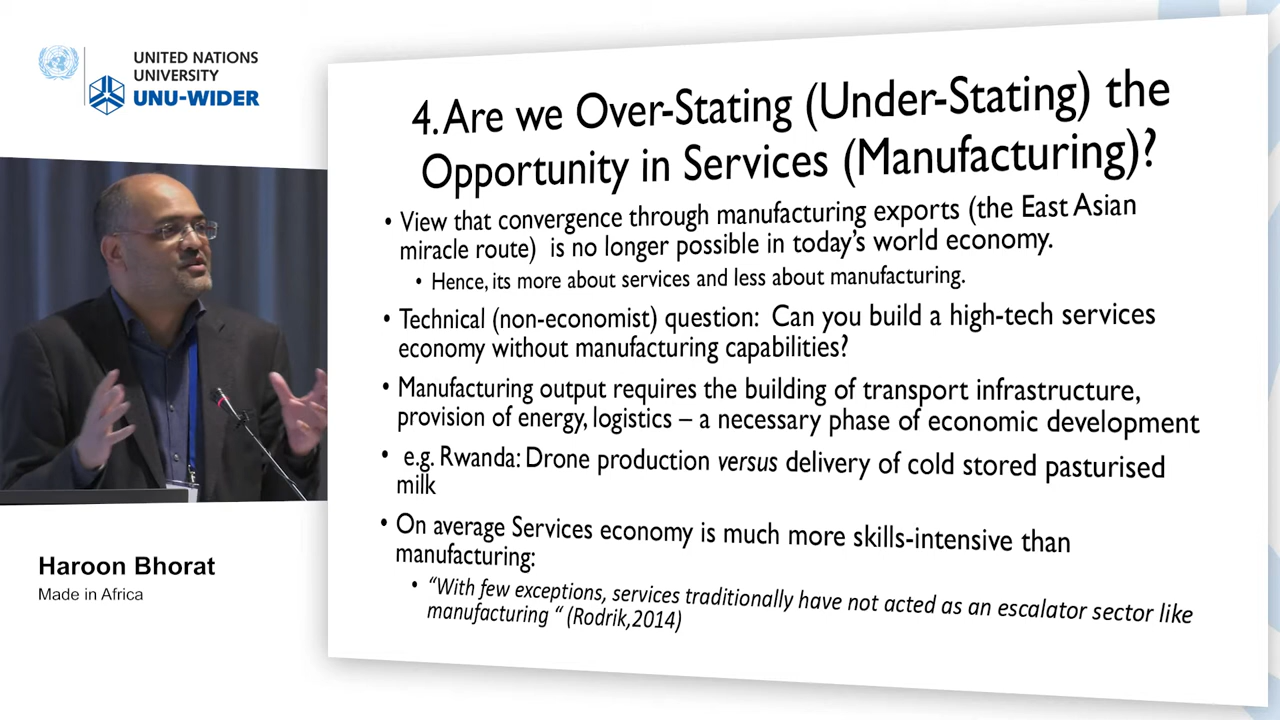 UNITED NATIONS
UNIVERSITY
UNU-WIDER
4. Are we Over-Stating (Under-Stating) the
Opportunity in Services (Manufacturing)?
• View that convergence through manufacturing exports (the East Asian
miracle route)  is no longer possible in today's world economy.
• Hence, its more about services and less about manufacturing.
• Technical (non-economist) question:  Can you build a high-tech services
economy without manufacturing capabilities?
• Manufacturing output requires the building of transport infrastructure,
provision of energy, logistics – a necessary phase of economic development
•  e.g. Rwanda: Drone production versus delivery of cold stored pasturised
milk
• On average Services economy is much more skills-intensive than
manufacturing:
• "With few exceptions, services traditionally have not acted as an escalator sector like
manufacturing " (Rodrik,2014)
Haroon Bhorat
Made in Africa